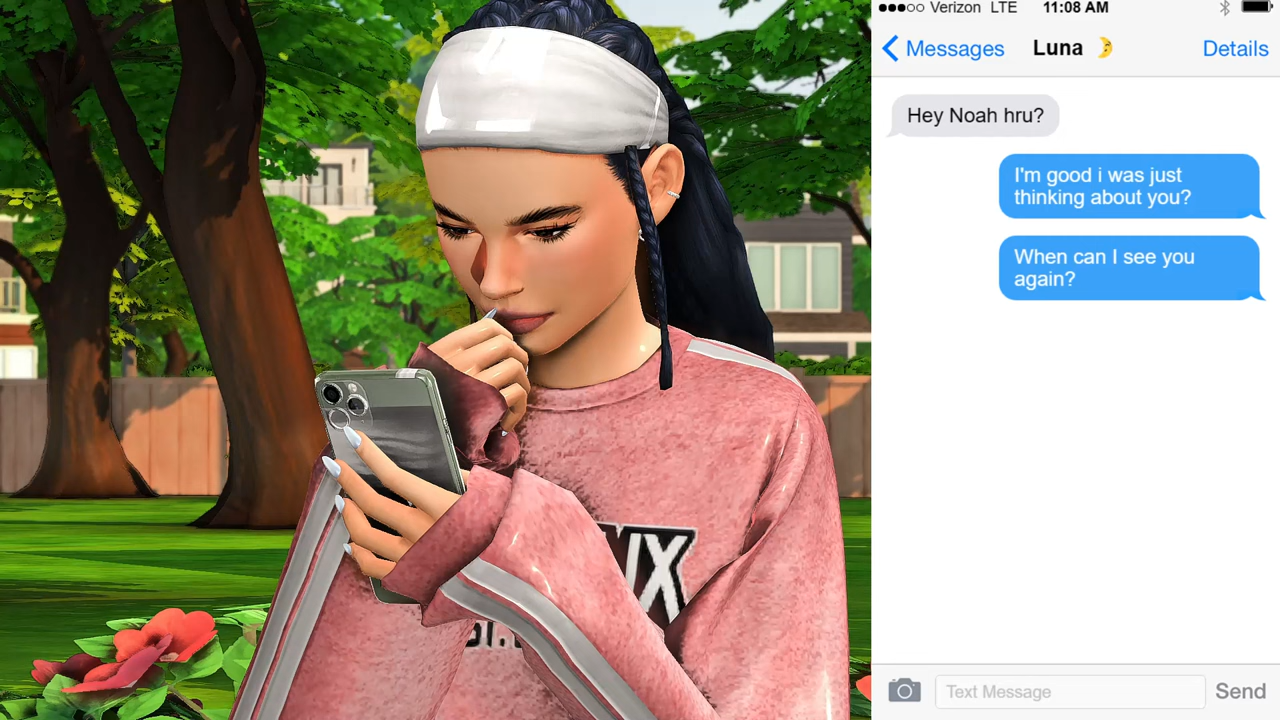 Verizon LTE 11:08 AM
Messages Luna 🌛 Details
Hey Noah hru?
I'm good i was just
thinking about you?
When can I see you
again?
Text Message Send